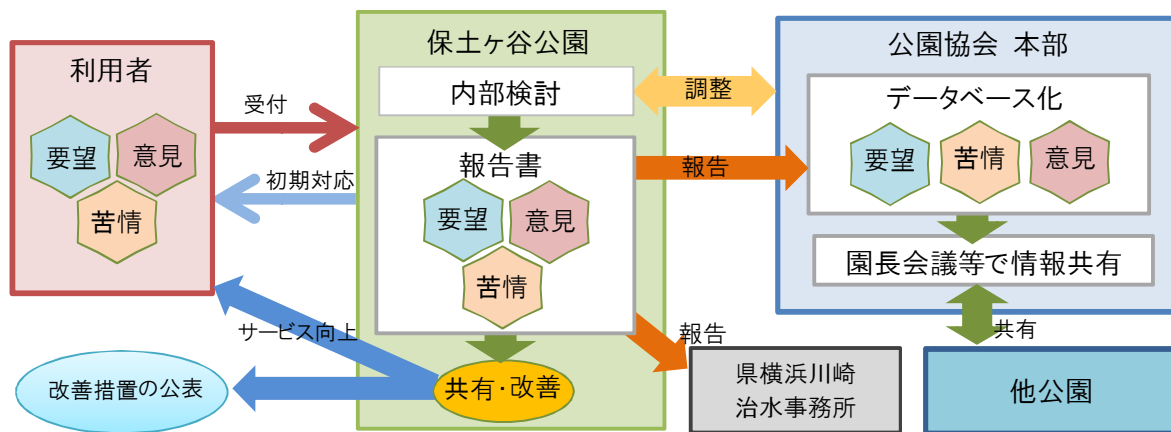 利用者
要望
意見
苦情
受付
初期対応
サービス向上
改善措置の公表
保土ヶ谷公園
内部検討
報告書
要望
意見
苦情
共有・改善
調整
報告
報告
県横浜川崎
治水事務所
公園協会 本部
データベース化
要望
苦情
意見
園長会議等で情報共有
共有
他公園